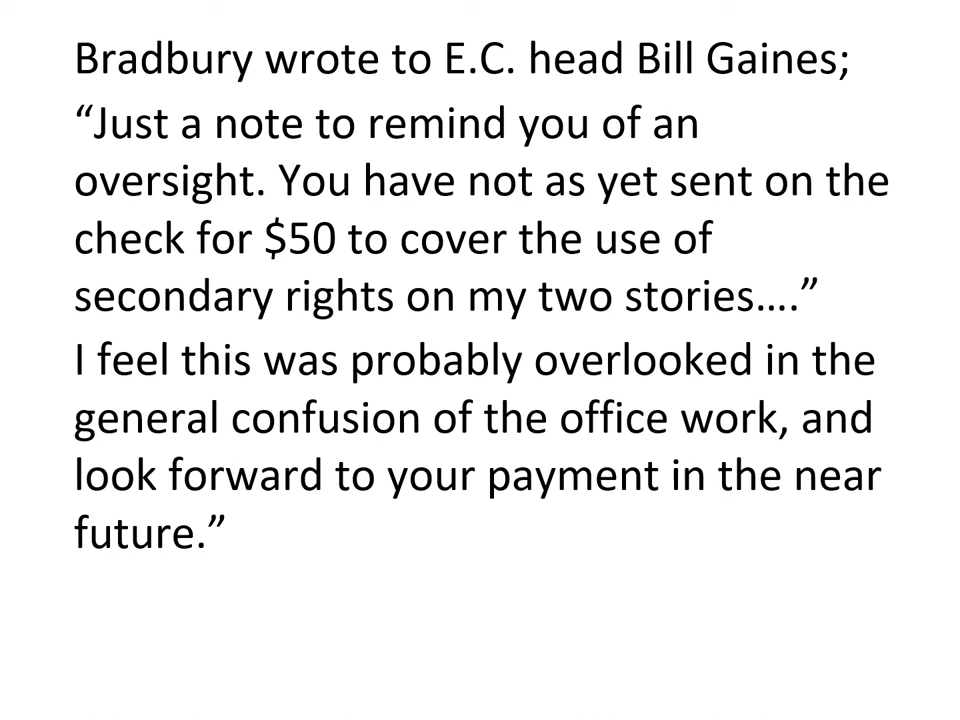 Bradbury wrote to E.C. head Bill Gaines;
“Just a note to remind you of an
oversight. You have not as yet sent on the
check for $50 to cover the use of
secondary rights on my two stories….”
I feel this was probably overlooked in the
general confusion of the office work, and
look forward to your payment in the near
future.”